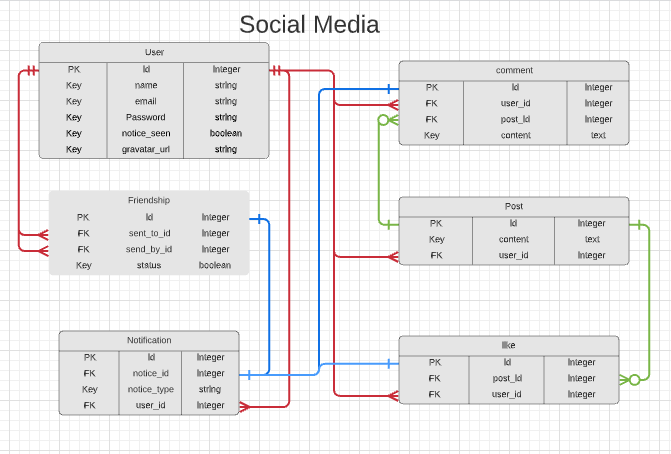 Social Media
User
PK Id Integer
Key name string
Key email string
Key Password string
Key notice_seen boolean
Key gravatar_url string
Friendship
PK Id Integer
FK sent_to_id Integer
FK send_by_id Integer
Key status boolean
Notification
PK Id Integer
FK notice_id Integer
Key notice_type string
FK user_id Integer
comment
PK Id Integer
FK user_id Integer
FK post_Id Integer
Key content text
Post
PK Id Integer
Key content text
FK user_id Integer
like
PK Id Integer
FK post_Id Integer
FK user_id Integer